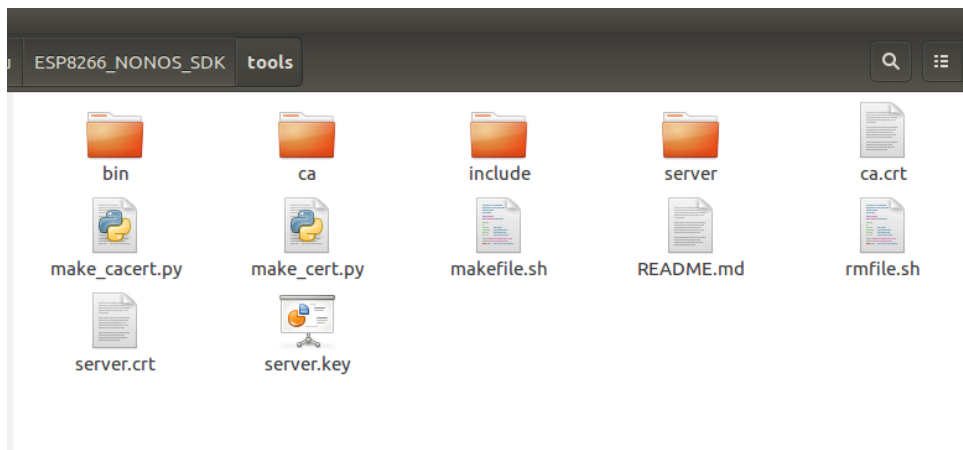 ESP8266_NONOS_SDK tools
bin ca include server ca.crt
make_cacert.py make_cert.py makefile.sh README.md rmfile.sh
server.crt server.key